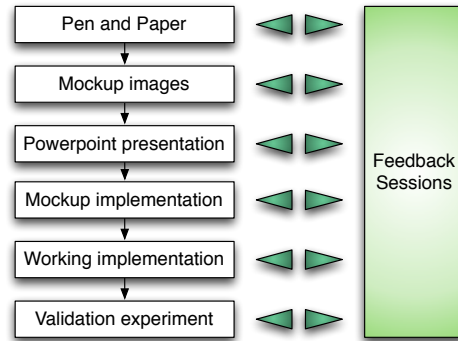 Pen and Paper
Mockup images
Powerpoint presentation
Mockup implementation
Working implementation
Validation experiment
Feedback
Sessions